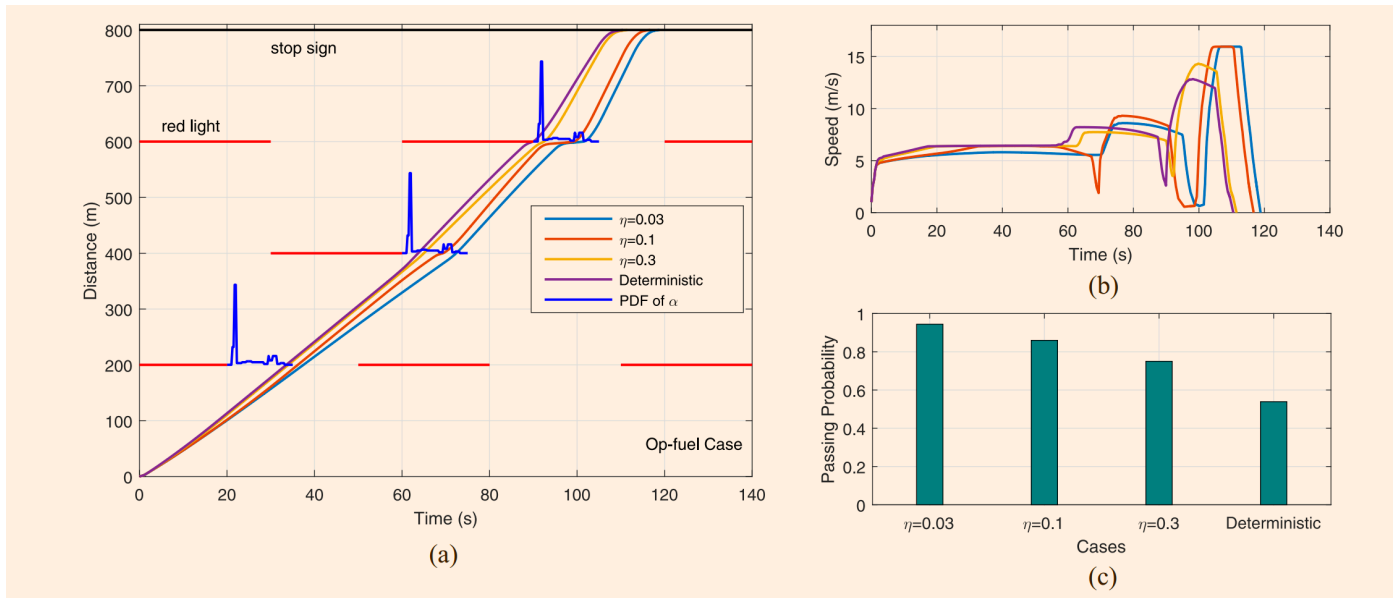 800
700
600
500
400
300
200
100
0
Distance (m)
stop sign
red light
η=0.03
η=0.1
η=0.3
Deterministic
PDF of α
Op-fuel Case
0 20 40 60 80 100 120 140
Time (s)
(a)
15
10
5
0
Speed (m/s)
0 20 40 60 80 100 120 140
Time (s)
(b)
1
0.8
0.6
0.4
0.2
0
Passing Probability
η=0.03 η=0.1 η=0.3 Deterministic
Cases
(c)